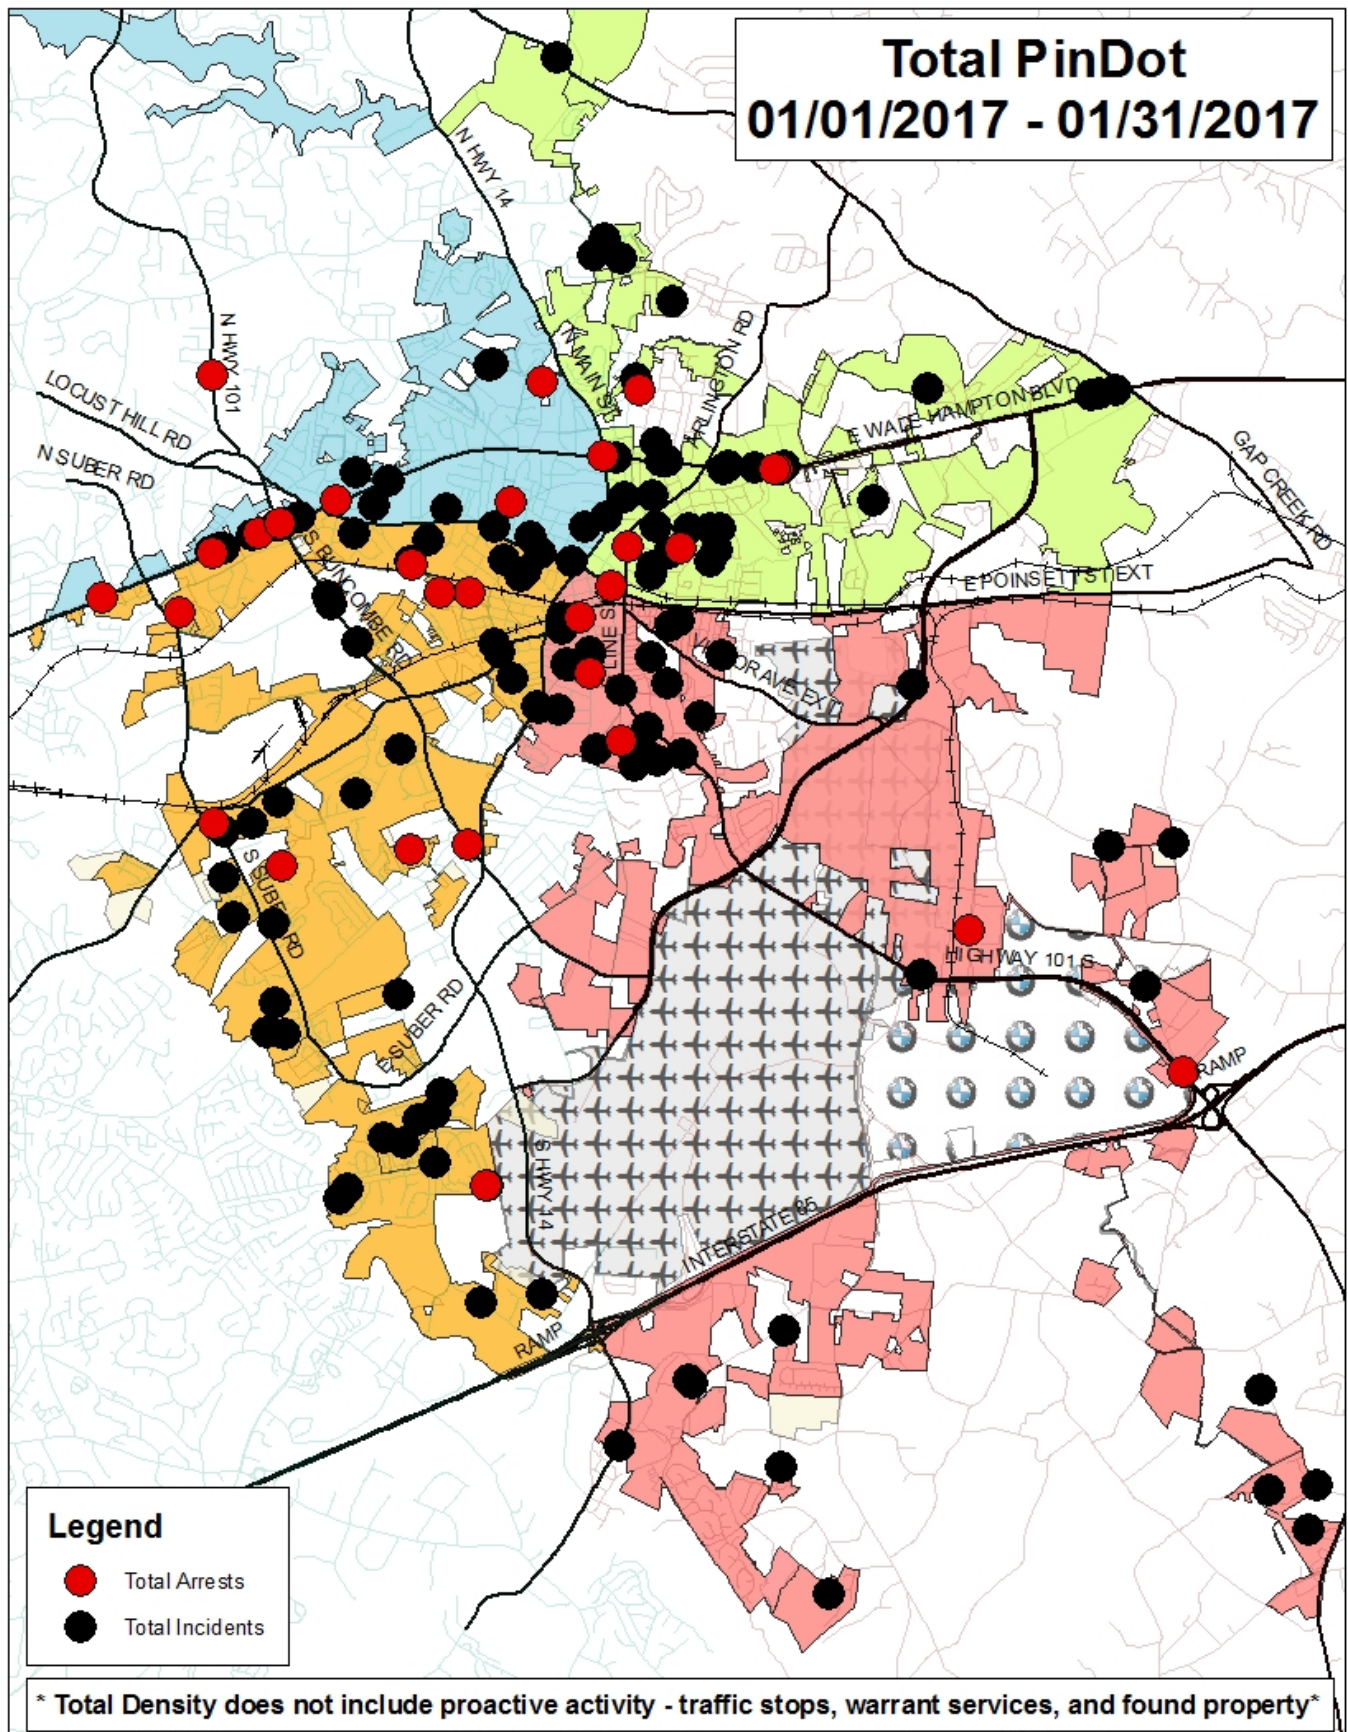 Total PinDot
01/01/2017 - 01/31/2017
N HWY 14
N HWY 101
LOCUST HILL RD
N SUBER RD
N MAIN ST
ARLINGTON RD
E WADE HAMPTON BLVD
GAP CREEK RD
S BUNCOMBE RD
E POINSETT ST EXT
LINE S
AVE EX
S SUBER RD
HIGHWAY 101 S
E SUBER RD
RAMP
S HWY 14
INTERSTATE 85
RAMP
Legend
Total Arrests
Total Incidents
* Total Density does not include proactive activity - traffic stops, warrant services, and found property*